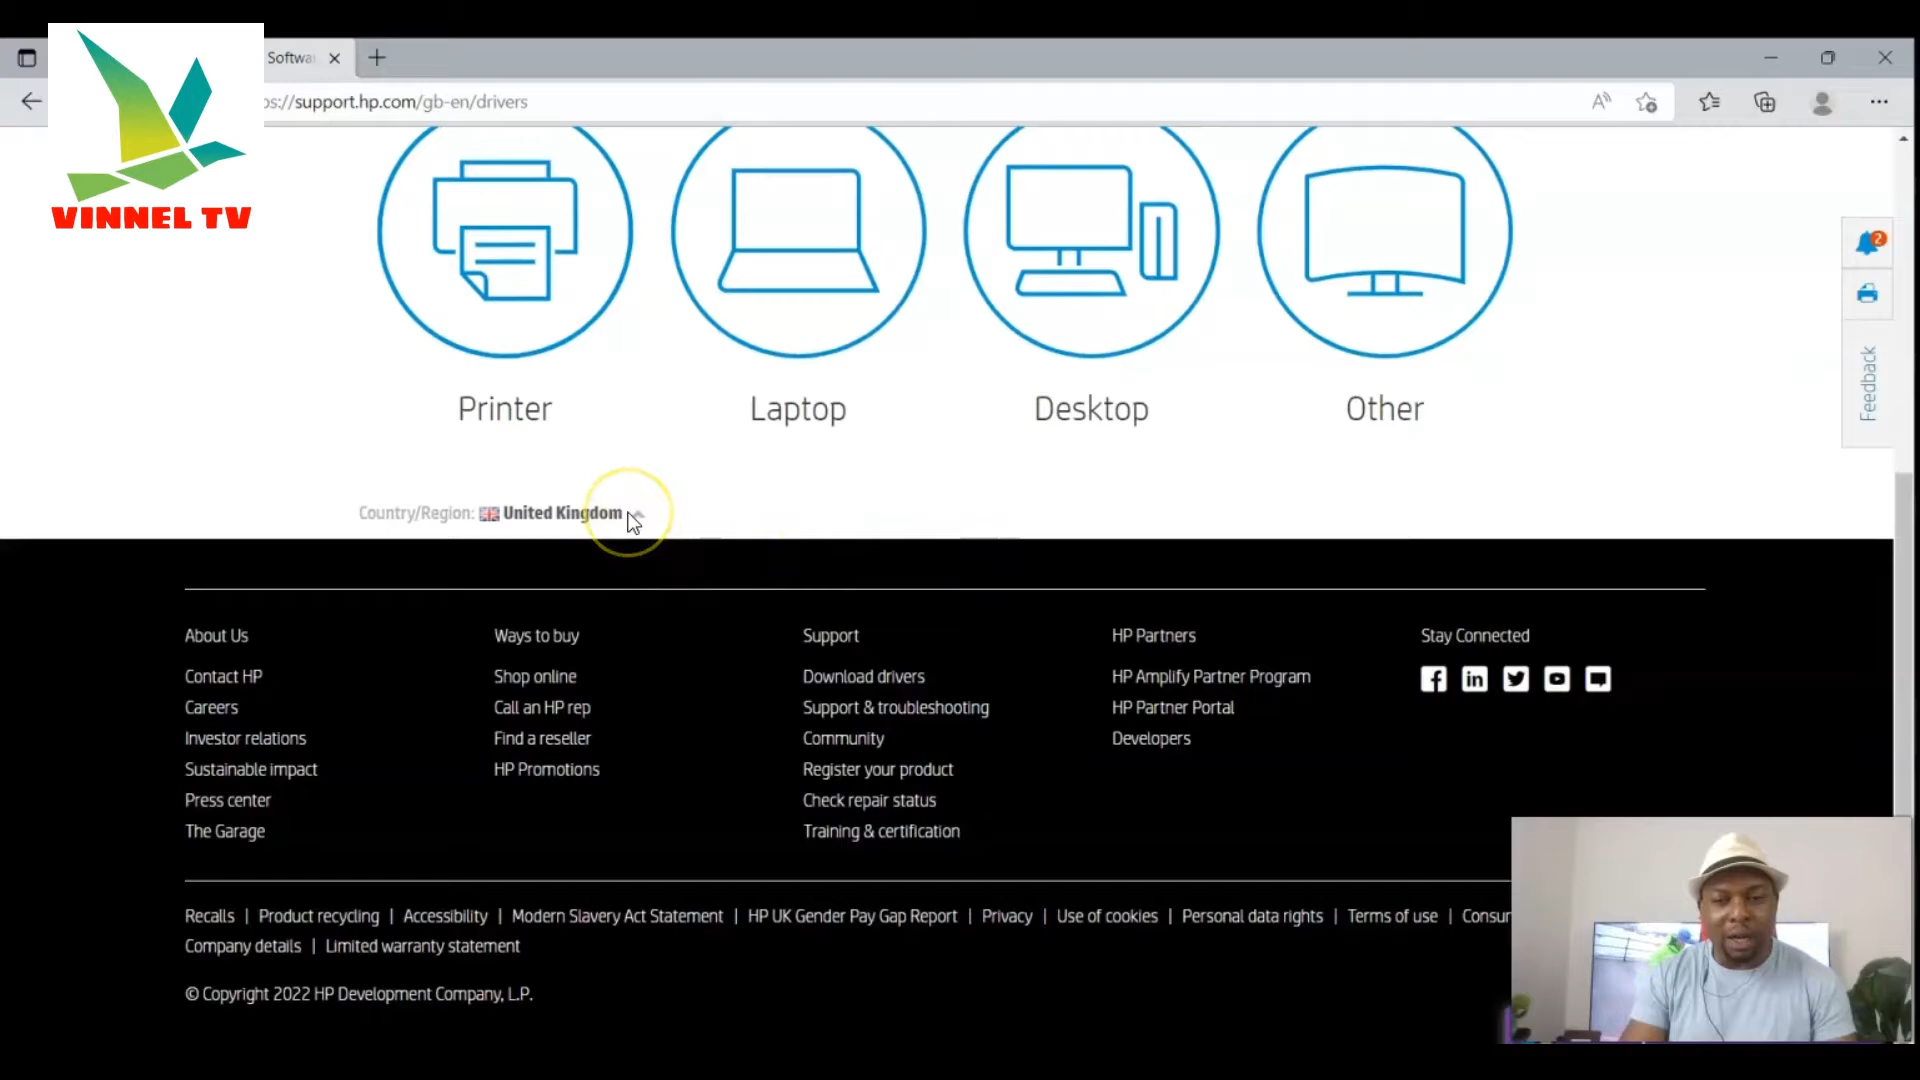 Softwa
ps://support.hp.com/gb-en/drivers
VINNEL TV
2
Feedback
Printer
Laptop
Desktop
Other
Country/Region: United Kingdom
About Us
Contact HP
Careers
Investor relations
Sustainable impact
Press center
The Garage
Ways to buy
Shop online
Call an HP rep
Find a reseller
HP Promotions
Support
Download drivers
Support & troubleshooting
Community
Register your product
Check repair status
Training & certification
HP Partners
HP Amplify Partner Program
HP Partner Portal
Developers
Stay Connected
Recalls | Product recycling | Accessibility | Modern Slavery Act Statement | HP UK Gender Pay Gap Report | Privacy | Use of cookies | Personal data rights | Terms of use | Consur
Company details | Limited warranty statement
© Copyright 2022 HP Development Company, L.P.